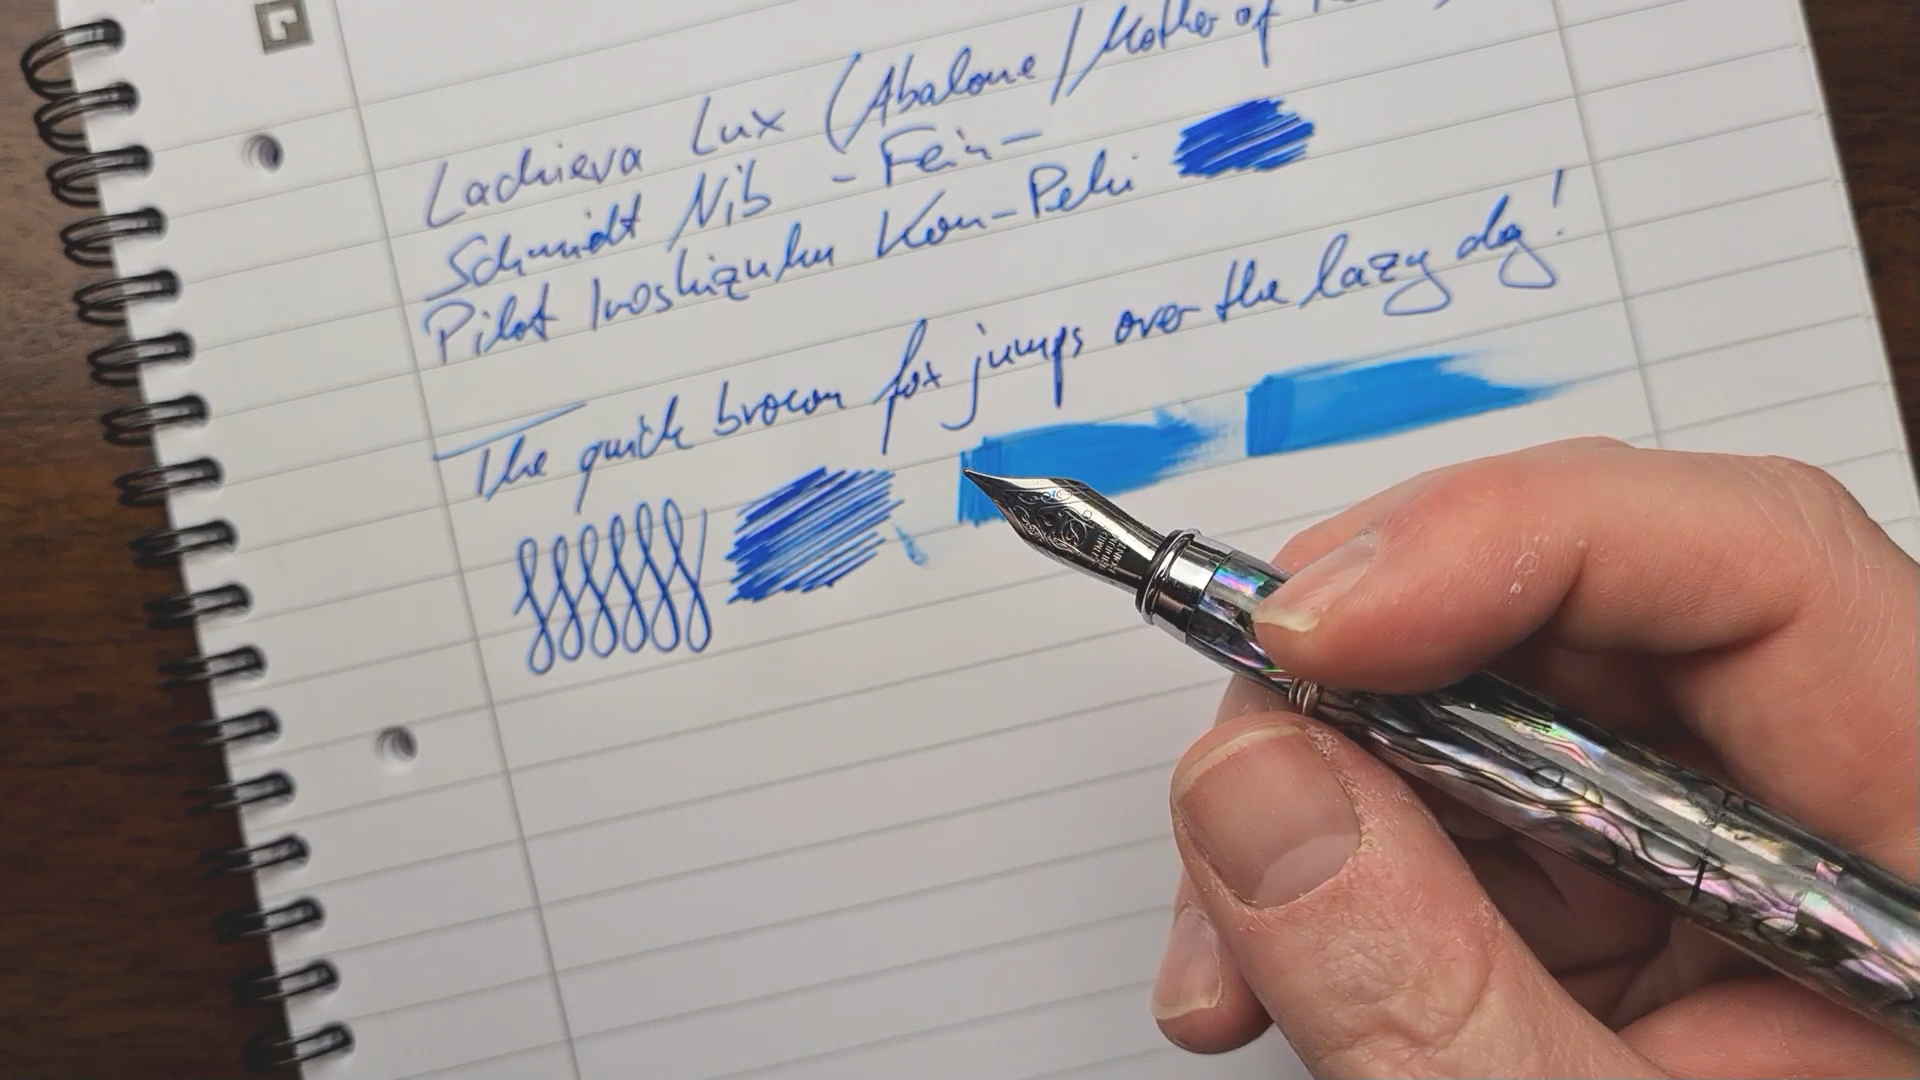 Lachieva Lux (Abalone / Mother of
Schmidt Nib - Fein -
Pilot Iroshizuku Kon-Peki
The quick brown fox jumps over the lazy dog!